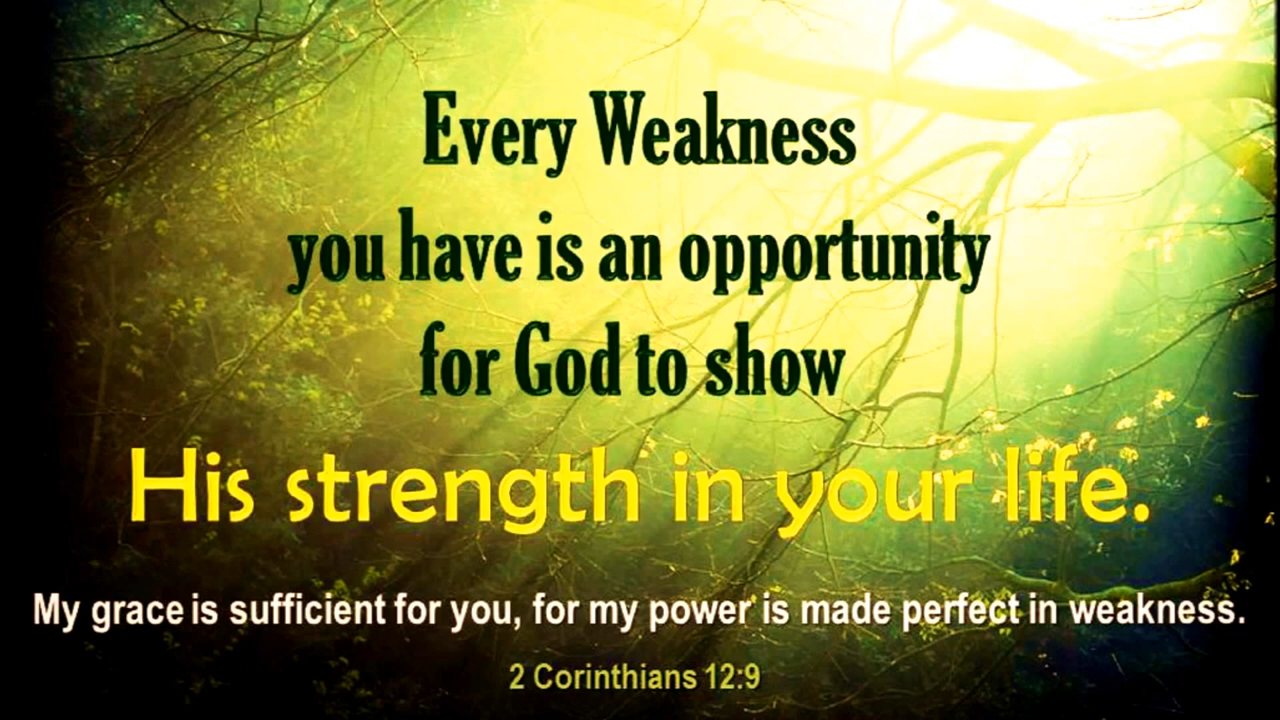 Every Weakness
you have is an opportunity
for God to show
His strength in your life.
My grace is sufficient for you, for my power is made perfect in weakness.
2 Corinthians 12:9